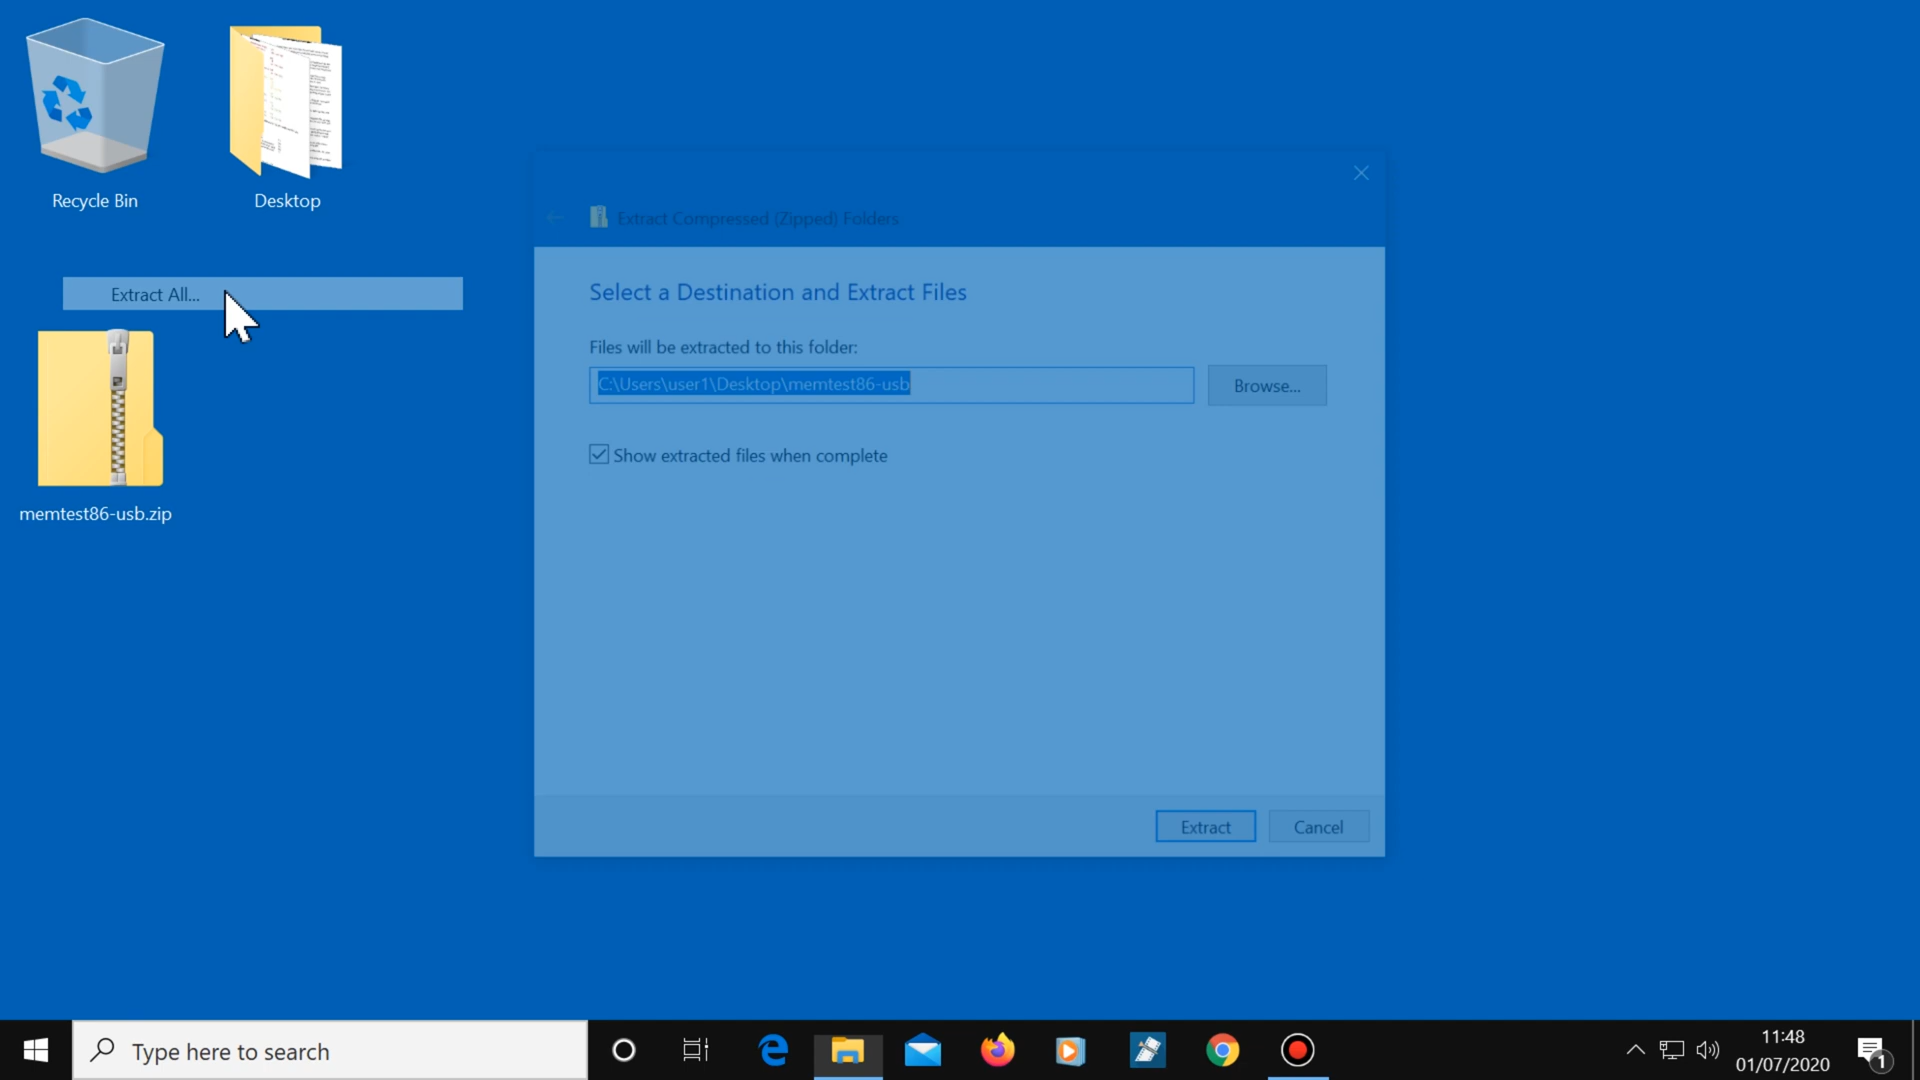 Recycle Bin
Desktop
Extract All...
memtest86-usb.zip
Extract Compressed (Zipped) Folders
Select a Destination and Extract Files
Files will be extracted to this folder:
C:\Users\user1\Desktop\memtest86-usb
Browse...
Show extracted files when complete
Extract
Cancel
Type here to search
11:48
01/07/2020
1